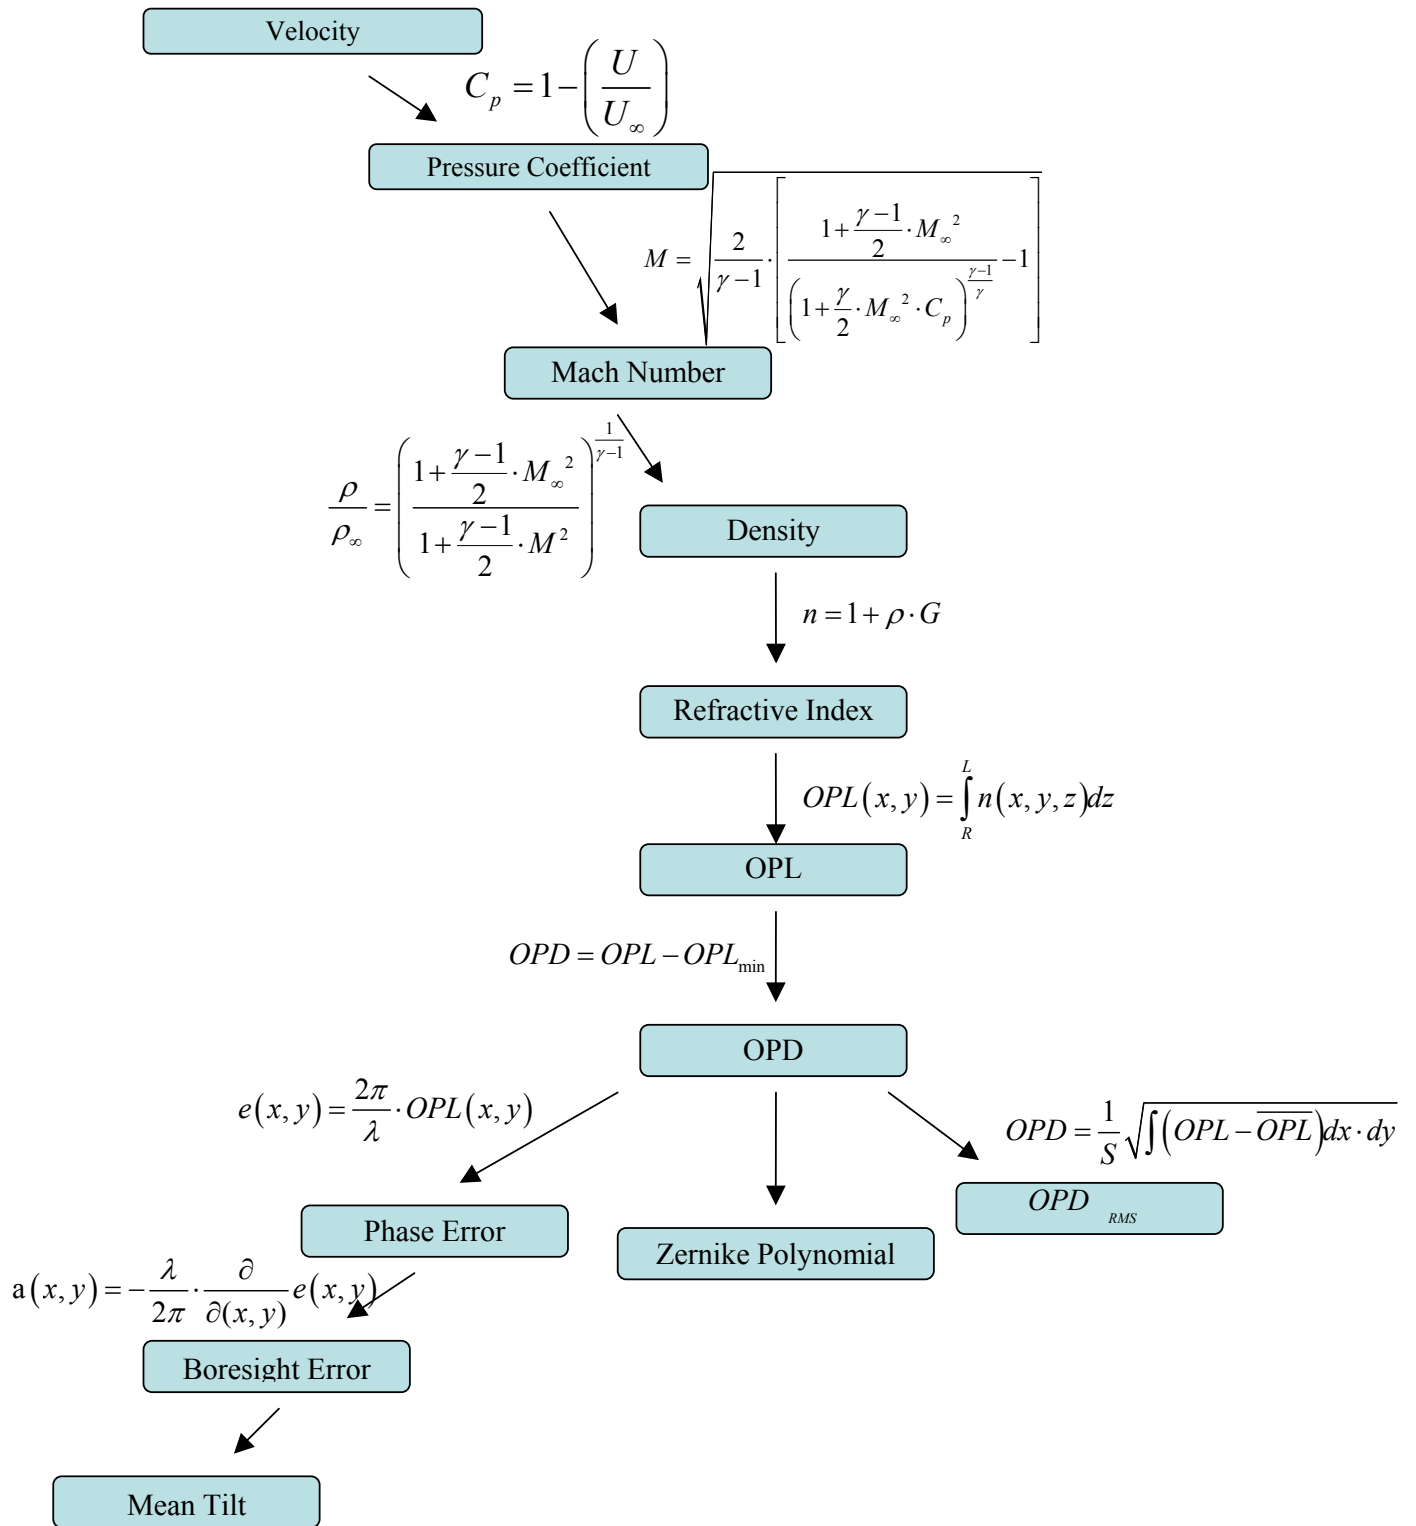 Velocity
C_p = 1 − (U / U_∞)
Pressure Coefficient
M = √( 2/(γ−1) · [ (1 + (γ−1)/2 · M_∞^2) / (1 + γ/2 · M_∞^2 · C_p)^((γ−1)/γ) − 1 ] )
Mach Number
ρ/ρ_∞ = ( (1 + (γ−1)/2 · M_∞^2) / (1 + (γ−1)/2 · M^2) )^(1/(γ−1))
Density
n = 1 + ρ · G
Refractive Index
OPL(x, y) = ∫_R^L n(x, y, z)dz
OPL
OPD = OPL − OPL_min
OPD
e(x, y) = 2π/λ · OPL(x, y)
OPD = 1/S √( ∫(OPL − \overline{OPL})dx · dy )
OPD _RMS
Phase Error
Zernike Polynomial
a(x, y) = − λ/2π · ∂/∂(x, y) e(x, y)
Boresight Error
Mean Tilt